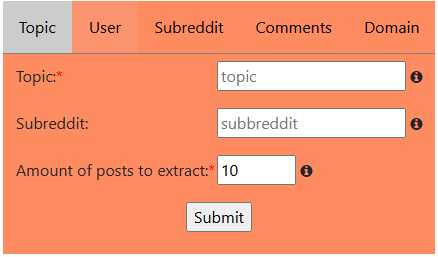 Topic User Subreddit Comments Domain
Topic:* topic
Subreddit: subbreddit
Amount of posts to extract:* 10
Submit